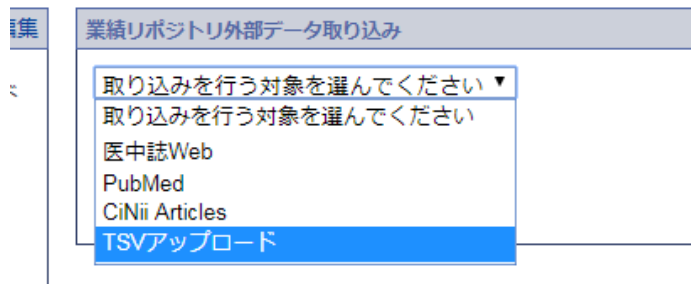 編集
業績リポジトリ外部データ取り込み
取り込みを行う対象を選んでください ▼
取り込みを行う対象を選んでください
医中誌Web
PubMed
CiNii Articles
TSVアップロード